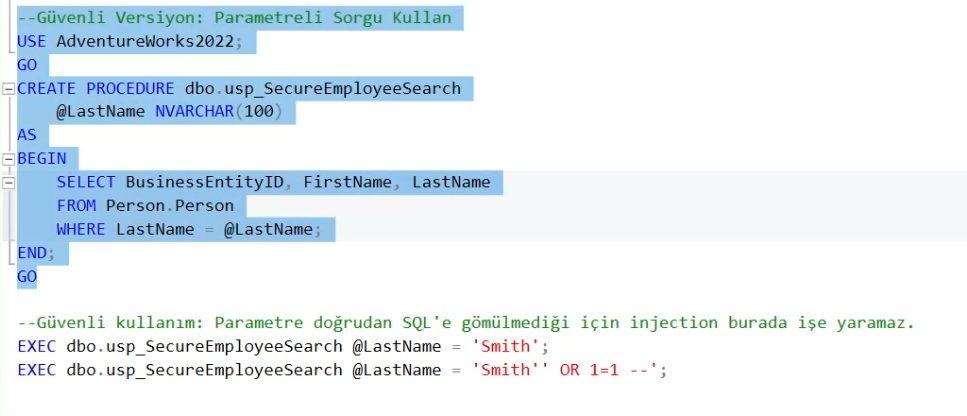 --Güvenli Versiyon: Parametreli Sorgu Kullan
USE AdventureWorks2022;
GO
CREATE PROCEDURE dbo.usp_SecureEmployeeSearch
    @LastName NVARCHAR(100)
AS
BEGIN
    SELECT BusinessEntityID, FirstName, LastName
    FROM Person.Person
    WHERE LastName = @LastName;
END;
GO

--Güvenli kullanım: Parametre doğrudan SQL'e gömülmediği için injection burada işe yaramaz.
EXEC dbo.usp_SecureEmployeeSearch @LastName = 'Smith';
EXEC dbo.usp_SecureEmployeeSearch @LastName = 'Smith'' OR 1=1 --';